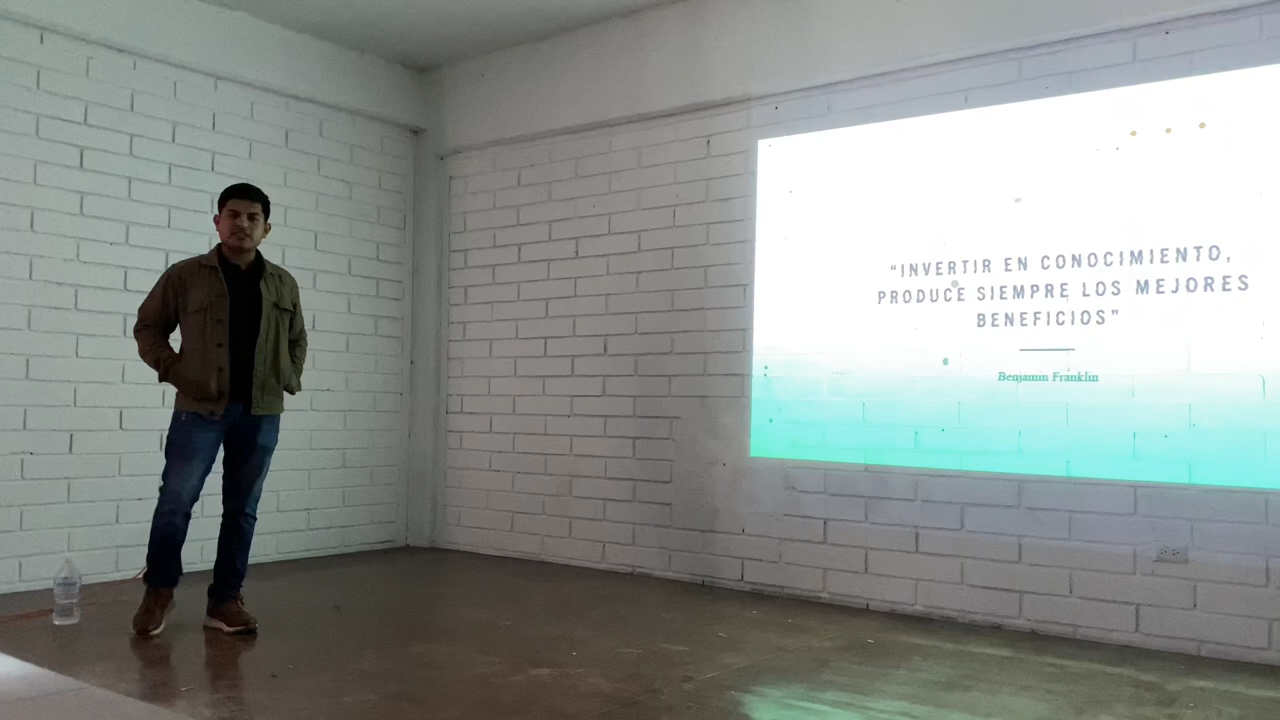 “INVERTIR EN CONOCIMIENTO,
PRODUCE SIEMPRE LOS MEJORES
BENEFICIOS”
Benjamin Franklin